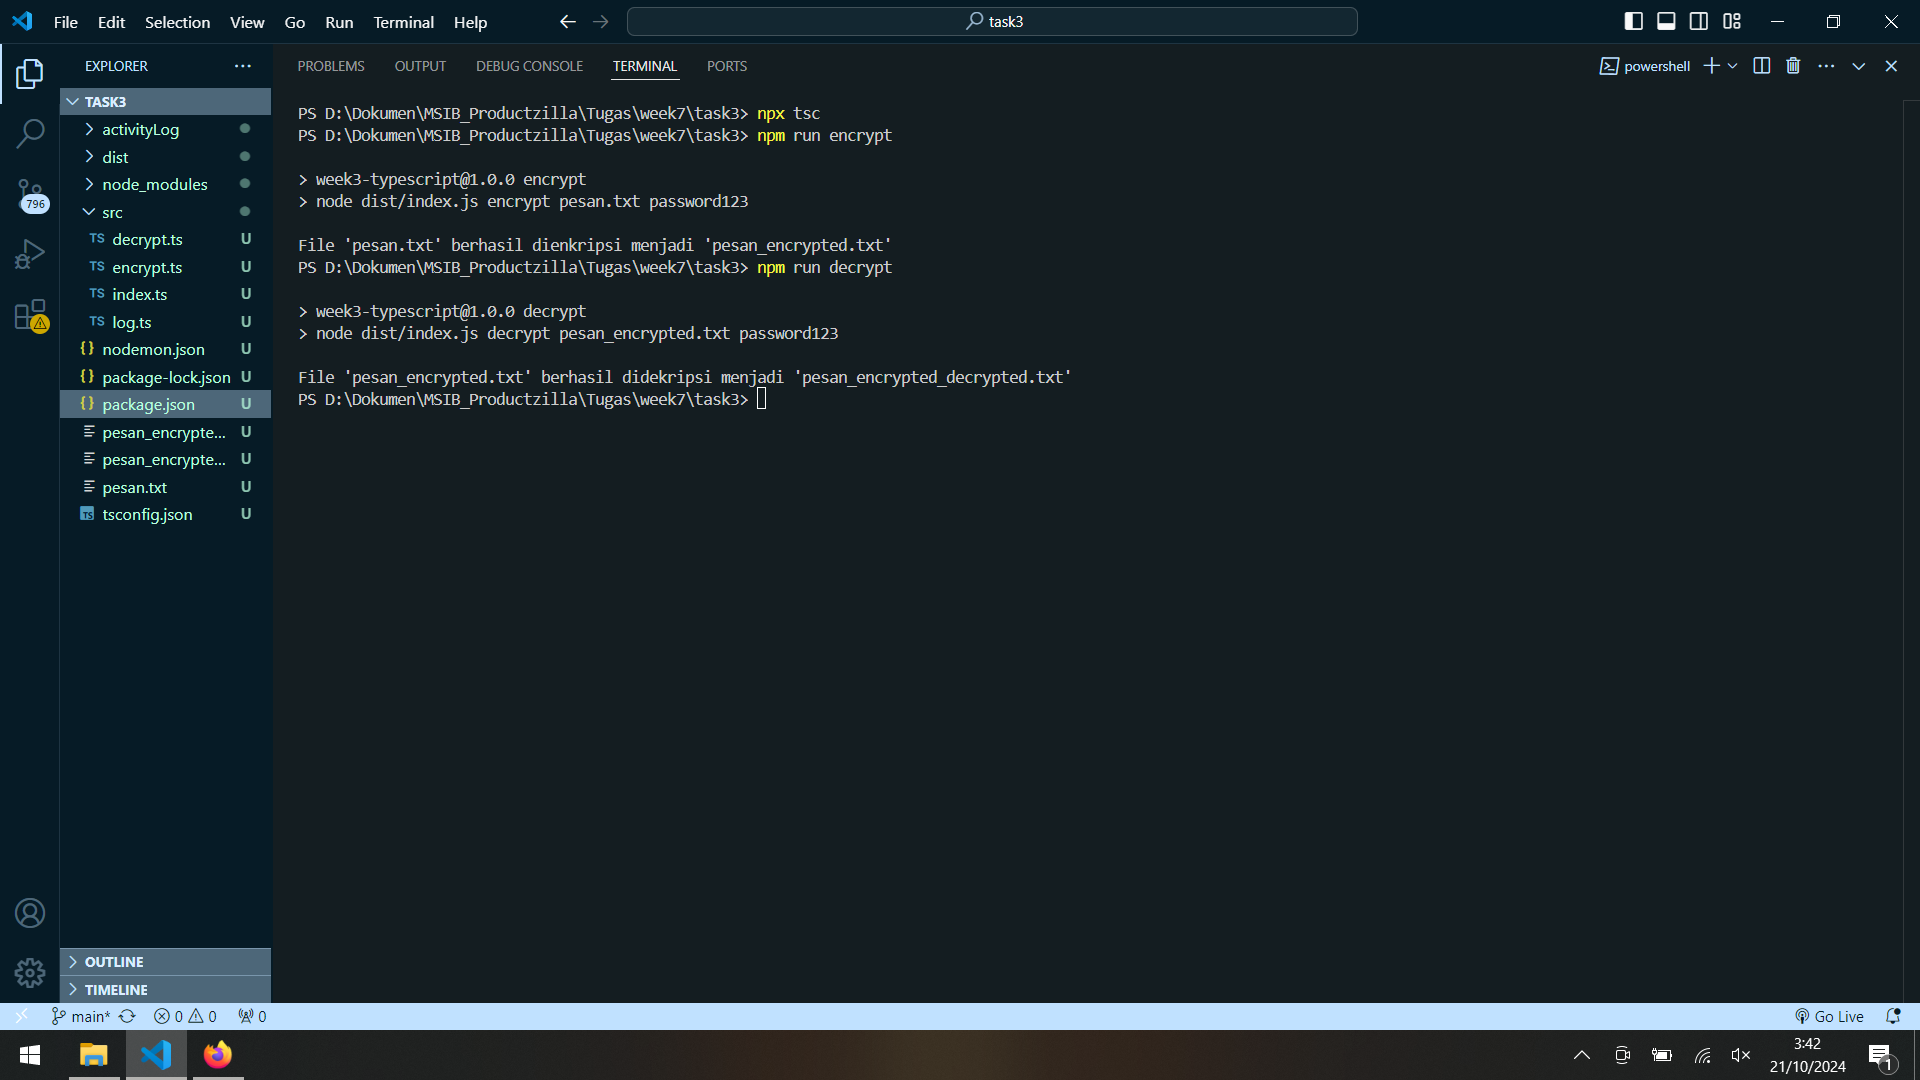 File Edit Selection View Go Run Terminal Help
task3
EXPLORER
PROBLEMS OUTPUT DEBUG CONSOLE TERMINAL PORTS
powershell
TASK3
activityLog
dist
node_modules
src
TS decrypt.ts U
TS encrypt.ts U
TS index.ts U
TS log.ts U
{} nodemon.json U
{} package-lock.json U
{} package.json U
pesan_encrypte... U
pesan_encrypte... U
pesan.txt U
TS tsconfig.json U
796
PS D:\Dokumen\MSIB_Productzilla\Tugas\week7\task3> npx tsc
PS D:\Dokumen\MSIB_Productzilla\Tugas\week7\task3> npm run encrypt
> week3-typescript@1.0.0 encrypt
> node dist/index.js encrypt pesan.txt password123
File 'pesan.txt' berhasil dienkripsi menjadi 'pesan_encrypted.txt'
PS D:\Dokumen\MSIB_Productzilla\Tugas\week7\task3> npm run decrypt
> week3-typescript@1.0.0 decrypt
> node dist/index.js decrypt pesan_encrypted.txt password123
File 'pesan_encrypted.txt' berhasil didekripsi menjadi 'pesan_encrypted_decrypted.txt'
PS D:\Dokumen\MSIB_Productzilla\Tugas\week7\task3>
OUTLINE
TIMELINE
main* 0 0 0
Go Live
3:42
21/10/2024
1